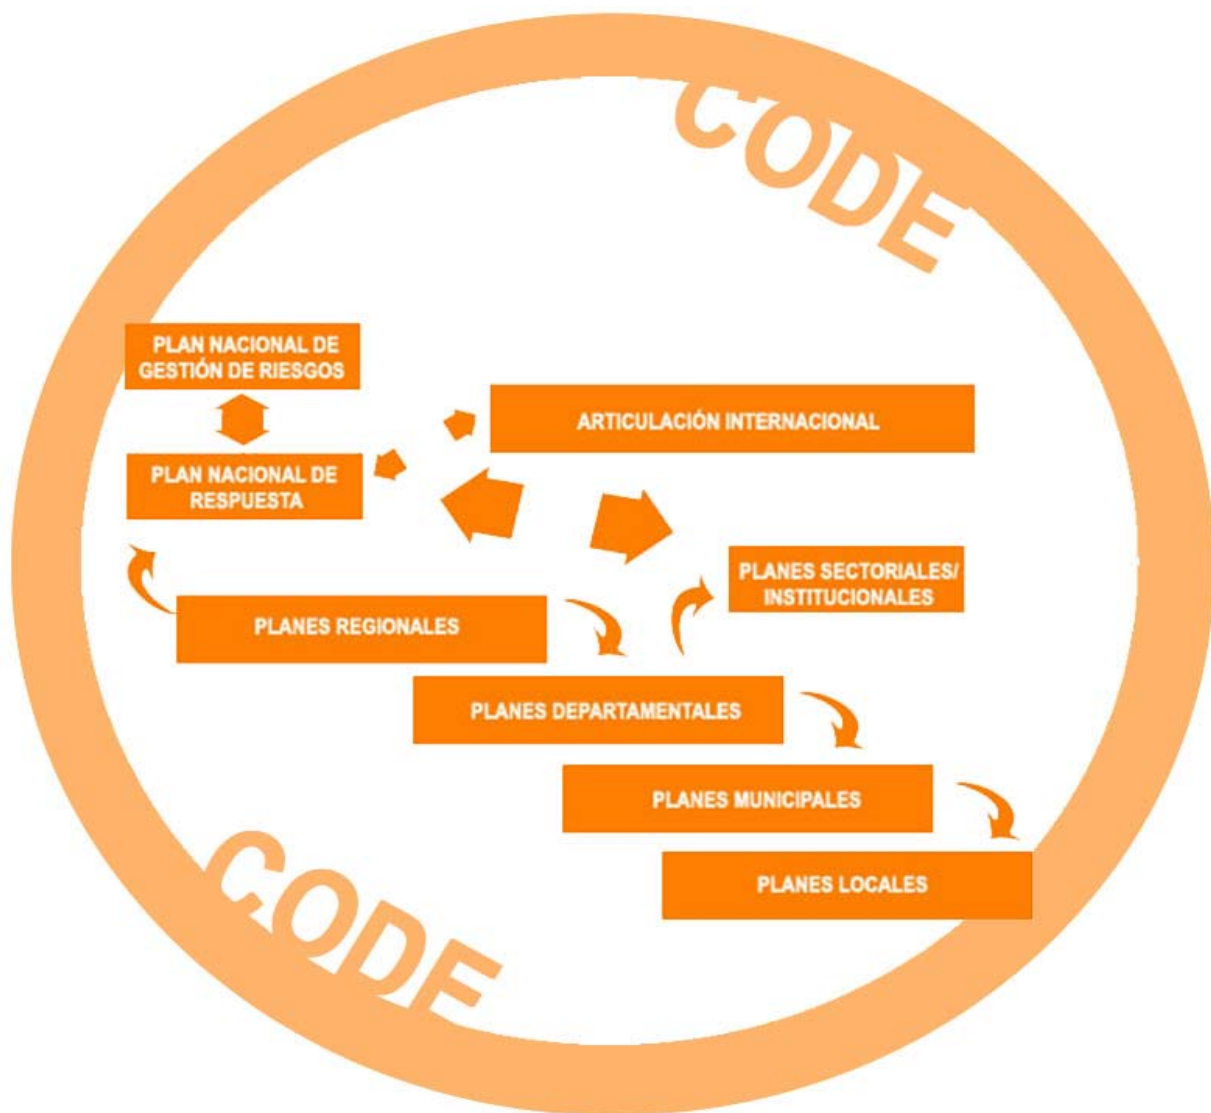 CODE
PLAN NACIONAL DE
GESTIÓN DE RIESGOS
ARTICULACIÓN INTERNACIONAL
PLAN NACIONAL DE
RESPUESTA
PLANES SECTORIALES/
INSTITUCIONALES
PLANES REGIONALES
PLANES DEPARTAMENTALES
PLANES MUNICIPALES
PLANES LOCALES
CODE